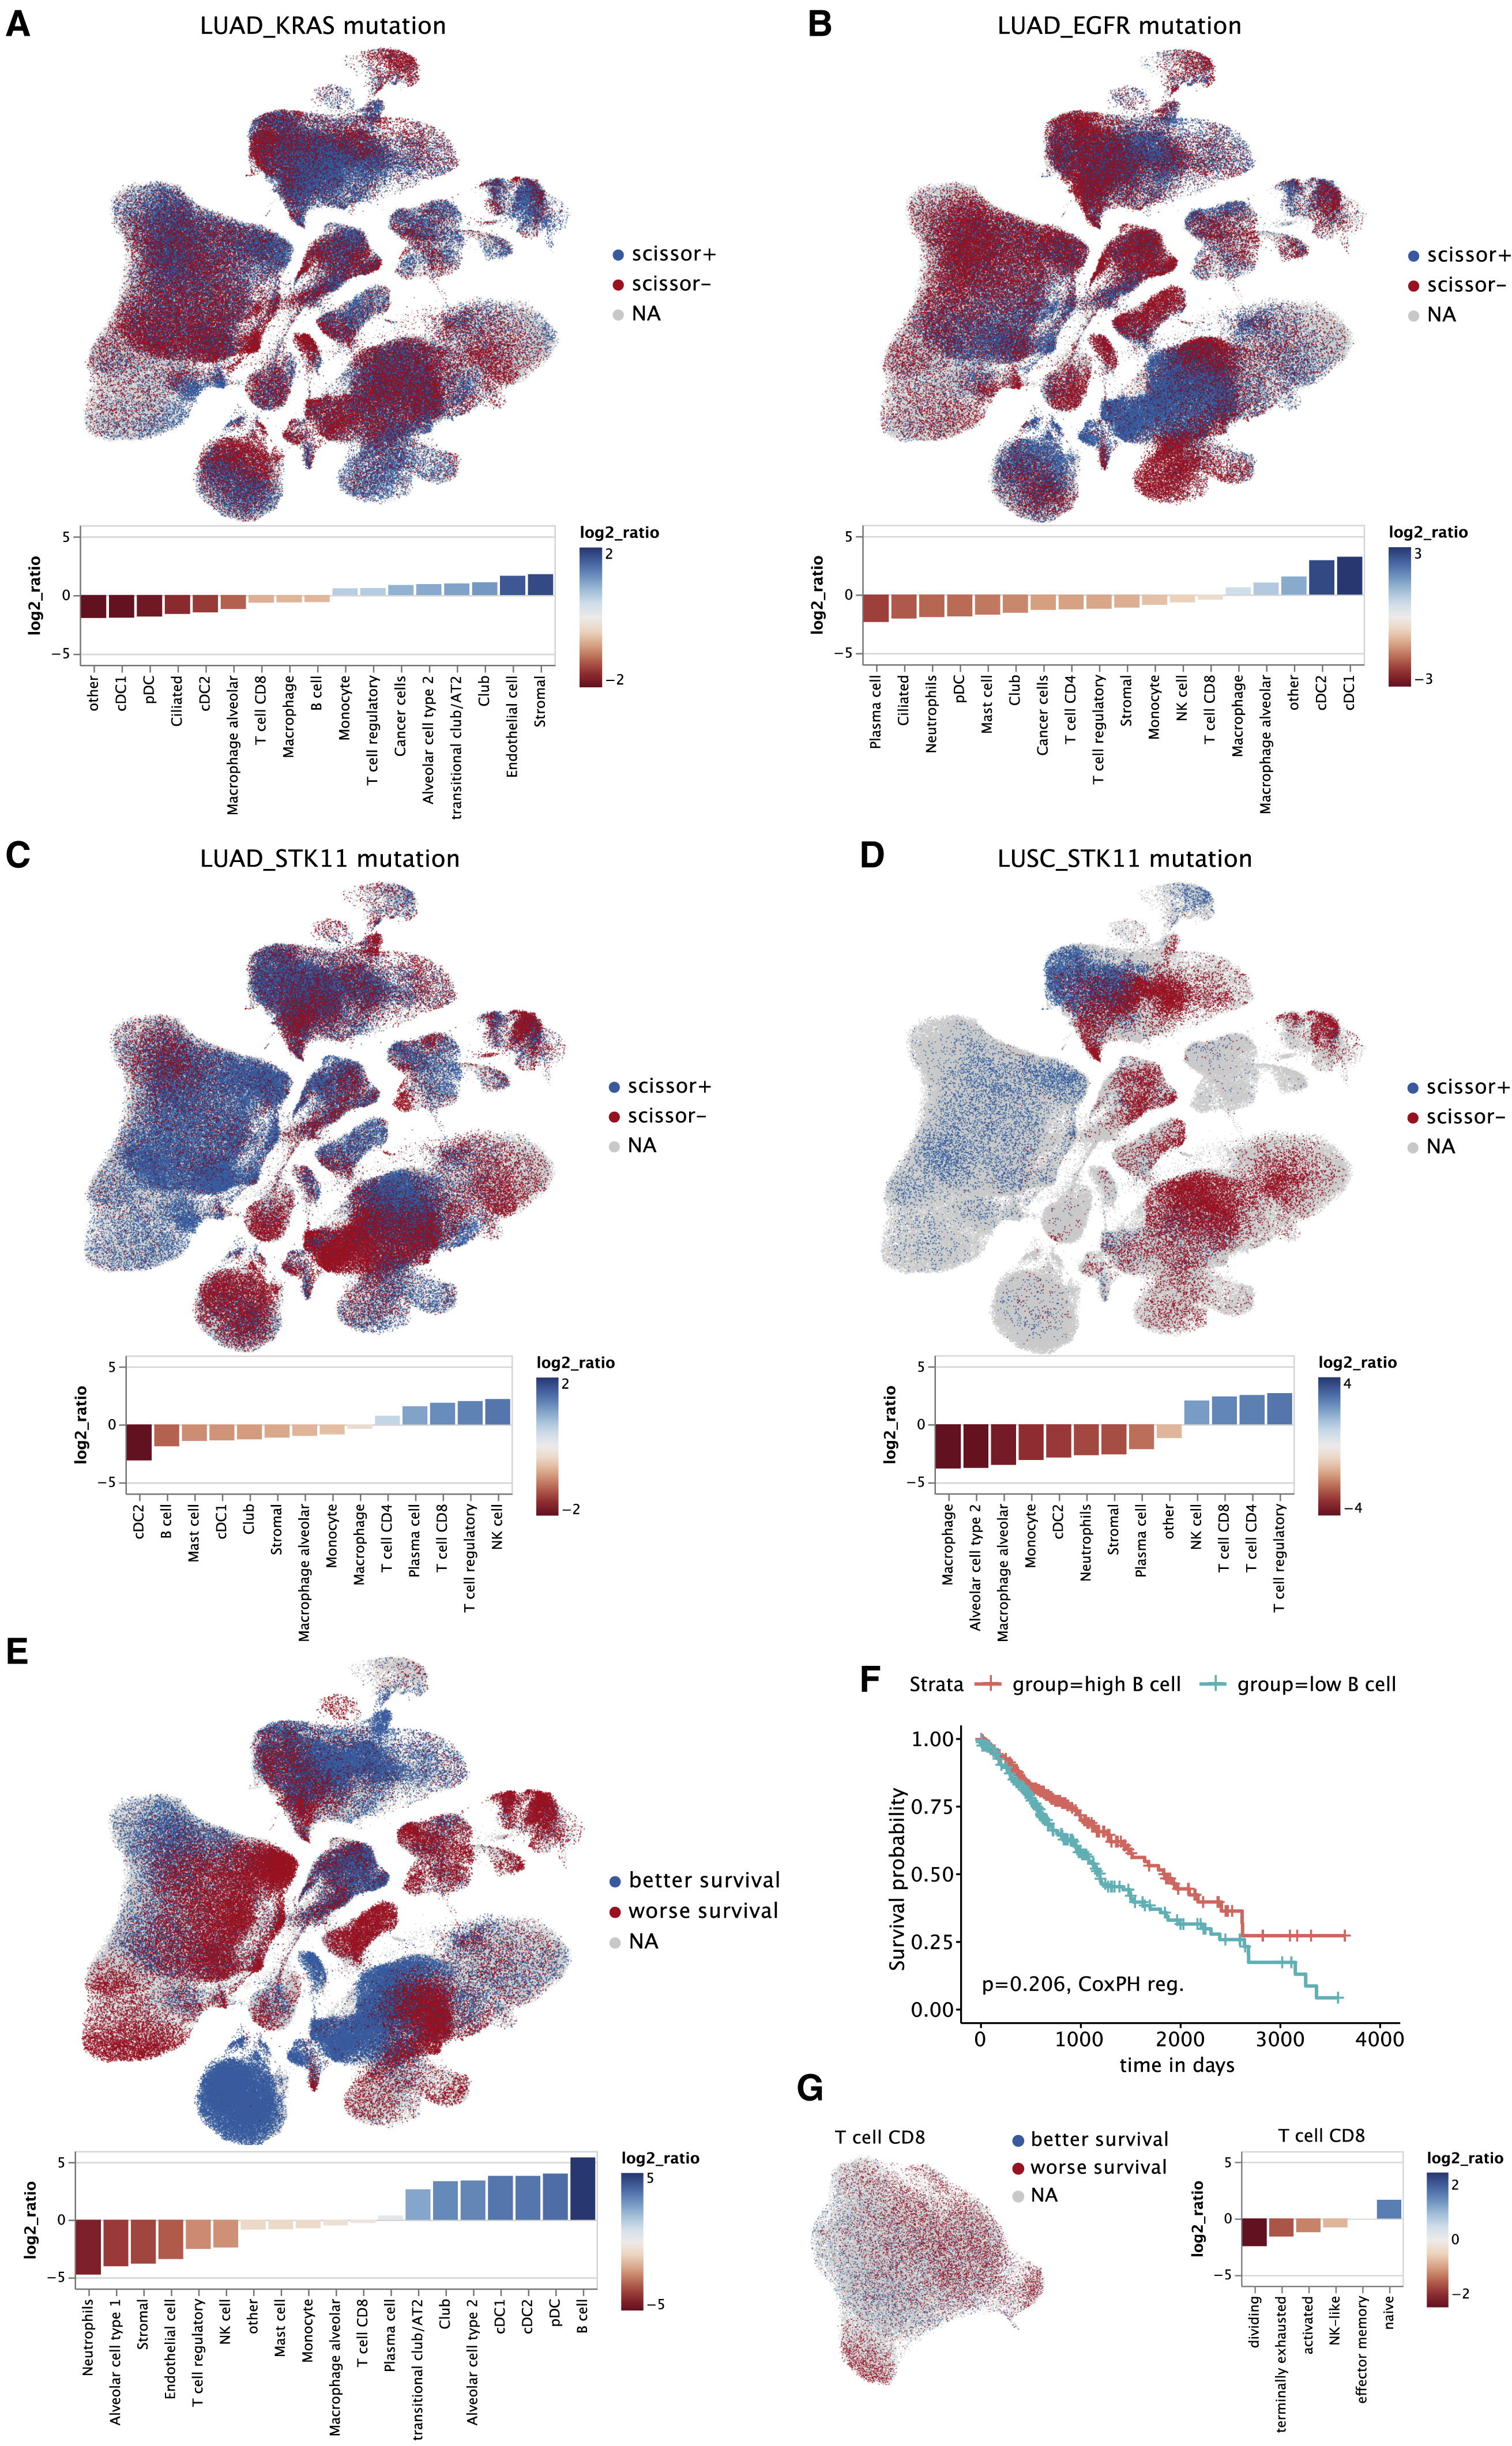 A
LUAD_KRAS mutation
scissor+
scissor−
NA
log2_ratio
5
0
−5
log2_ratio
2
−2
other
cDC1
pDC
Ciliated
cDC2
Macrophage alveolar
T cell CD8
Macrophage
B cell
Monocyte
T cell regulatory
Cancer cells
Alveolar cell type 2
transitional club/AT2
Club
Endothelial cell
Stromal
B
LUAD_EGFR mutation
scissor+
scissor−
NA
log2_ratio
5
0
−5
log2_ratio
3
−3
Plasma cell
Ciliated
Neutrophils
pDC
Mast cell
Club
Cancer cells
T cell CD4
T cell regulatory
Stromal
Monocyte
NK cell
T cell CD8
Macrophage
Macrophage alveolar
other
cDC2
cDC1
C
LUAD_STK11 mutation
scissor+
scissor−
NA
log2_ratio
5
0
−5
log2_ratio
2
−2
cDC2
B cell
Mast cell
cDC1
Club
Stromal
Macrophage alveolar
Monocyte
Macrophage
T cell CD4
Plasma cell
T cell CD8
T cell regulatory
NK cell
D
LUSC_STK11 mutation
scissor+
scissor−
NA
log2_ratio
5
0
−5
log2_ratio
4
−4
Macrophage
Alveolar cell type 2
Macrophage alveolar
Monocyte
cDC2
Neutrophils
Stromal
Plasma cell
other
NK cell
T cell CD8
T cell CD4
T cell regulatory
E
better survival
worse survival
NA
log2_ratio
5
0
−5
log2_ratio
5
−5
Neutrophils
Alveolar cell type 1
Stromal
Endothelial cell
T cell regulatory
NK cell
other
Mast cell
Monocyte
Macrophage alveolar
T cell CD8
Plasma cell
transitional club/AT2
Club
Alveolar cell type 2
cDC1
cDC2
pDC
B cell
F
Strata group=high B cell group=low B cell
Survival probability
1.00
0.75
0.50
0.25
0.00
p=0.206, CoxPH reg.
0 1000 2000 3000 4000
time in days
G
T cell CD8
better survival
worse survival
NA
T cell CD8
log2_ratio
5
0
−5
log2_ratio
2
0
−2
dividing
terminally exhausted
activated
NK−like
effector memory
naive